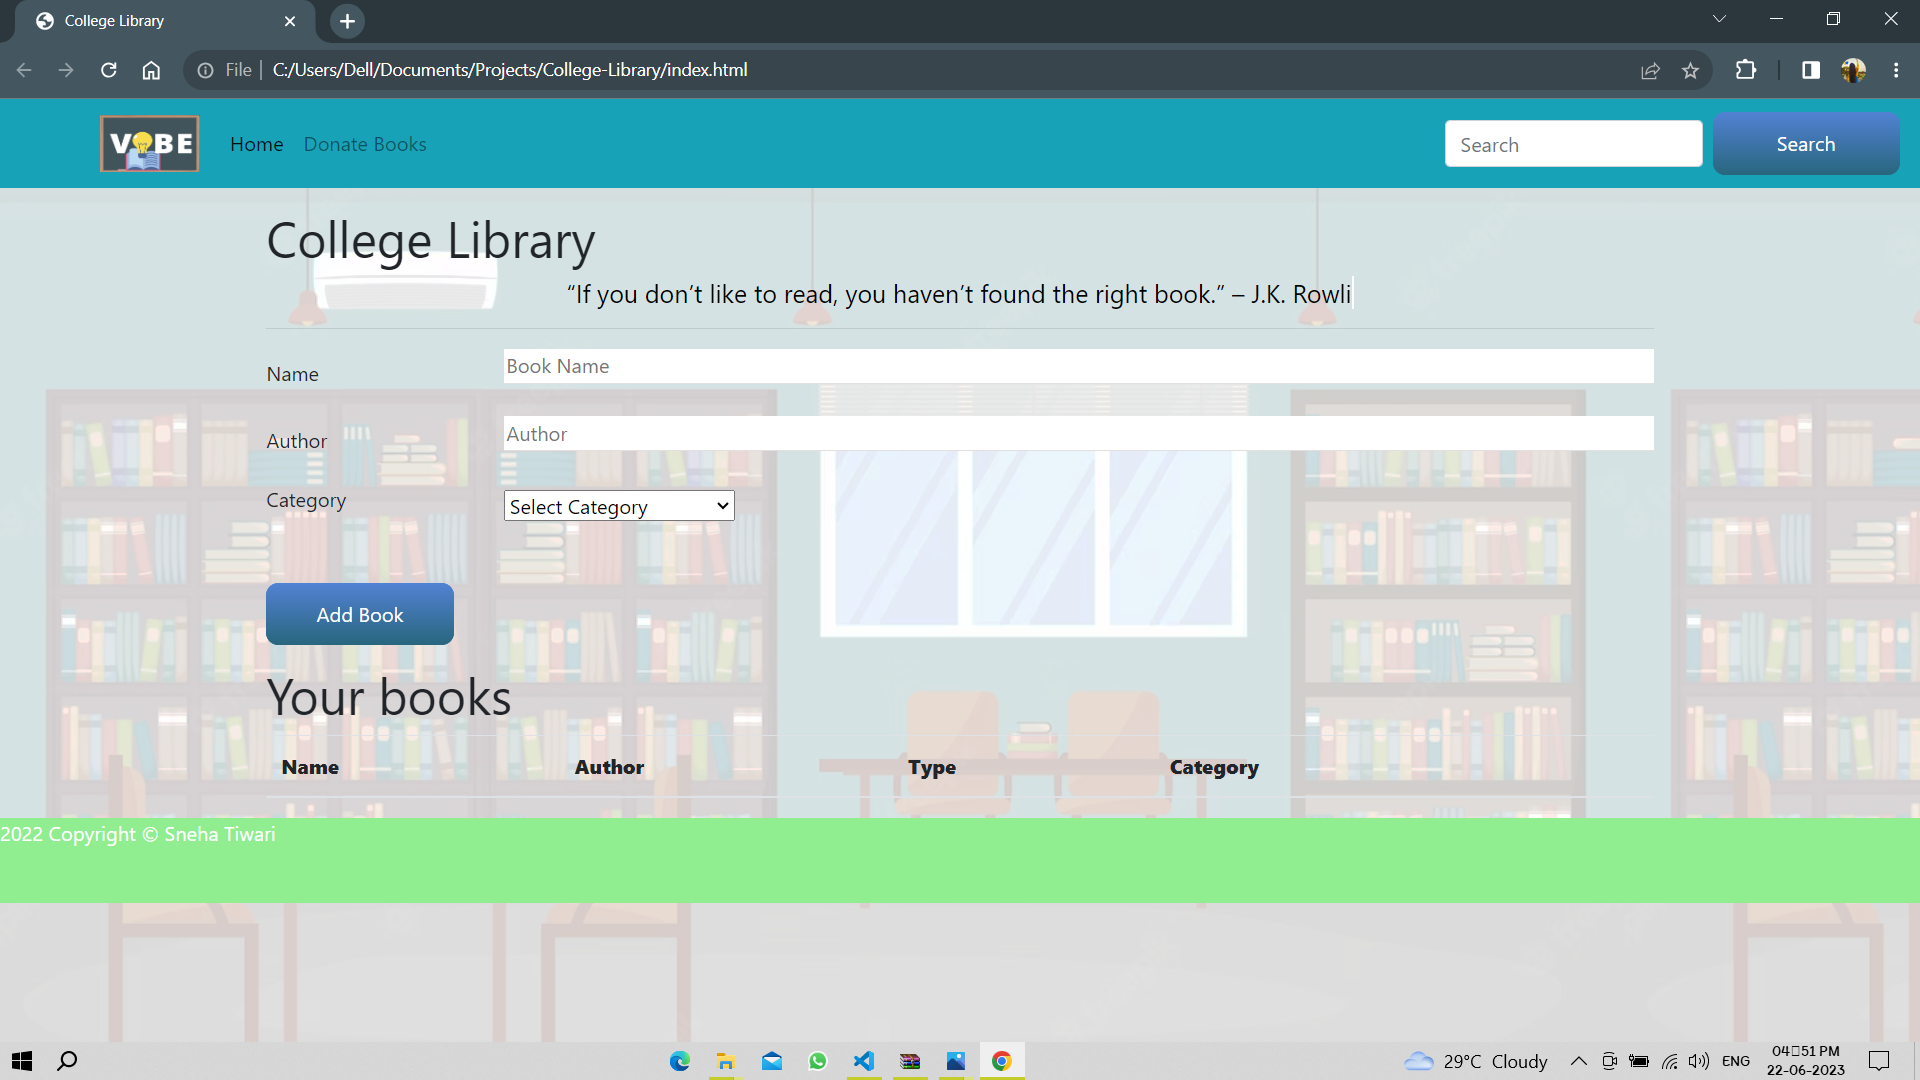 College Library
File
C:/Users/Dell/Documents/Projects/College-Library/index.html
V BE
Home
Donate Books
Search
Search
College Library
“If you don’t like to read, you haven’t found the right book.” – J.K. Rowli
Name
Book Name
Author
Author
Category
Select Category
Add Book
Your books
Name Author Type Category
2022 Copyright © Sneha Tiwari
29°C Cloudy
ENG
04▯51 PM
22-06-2023